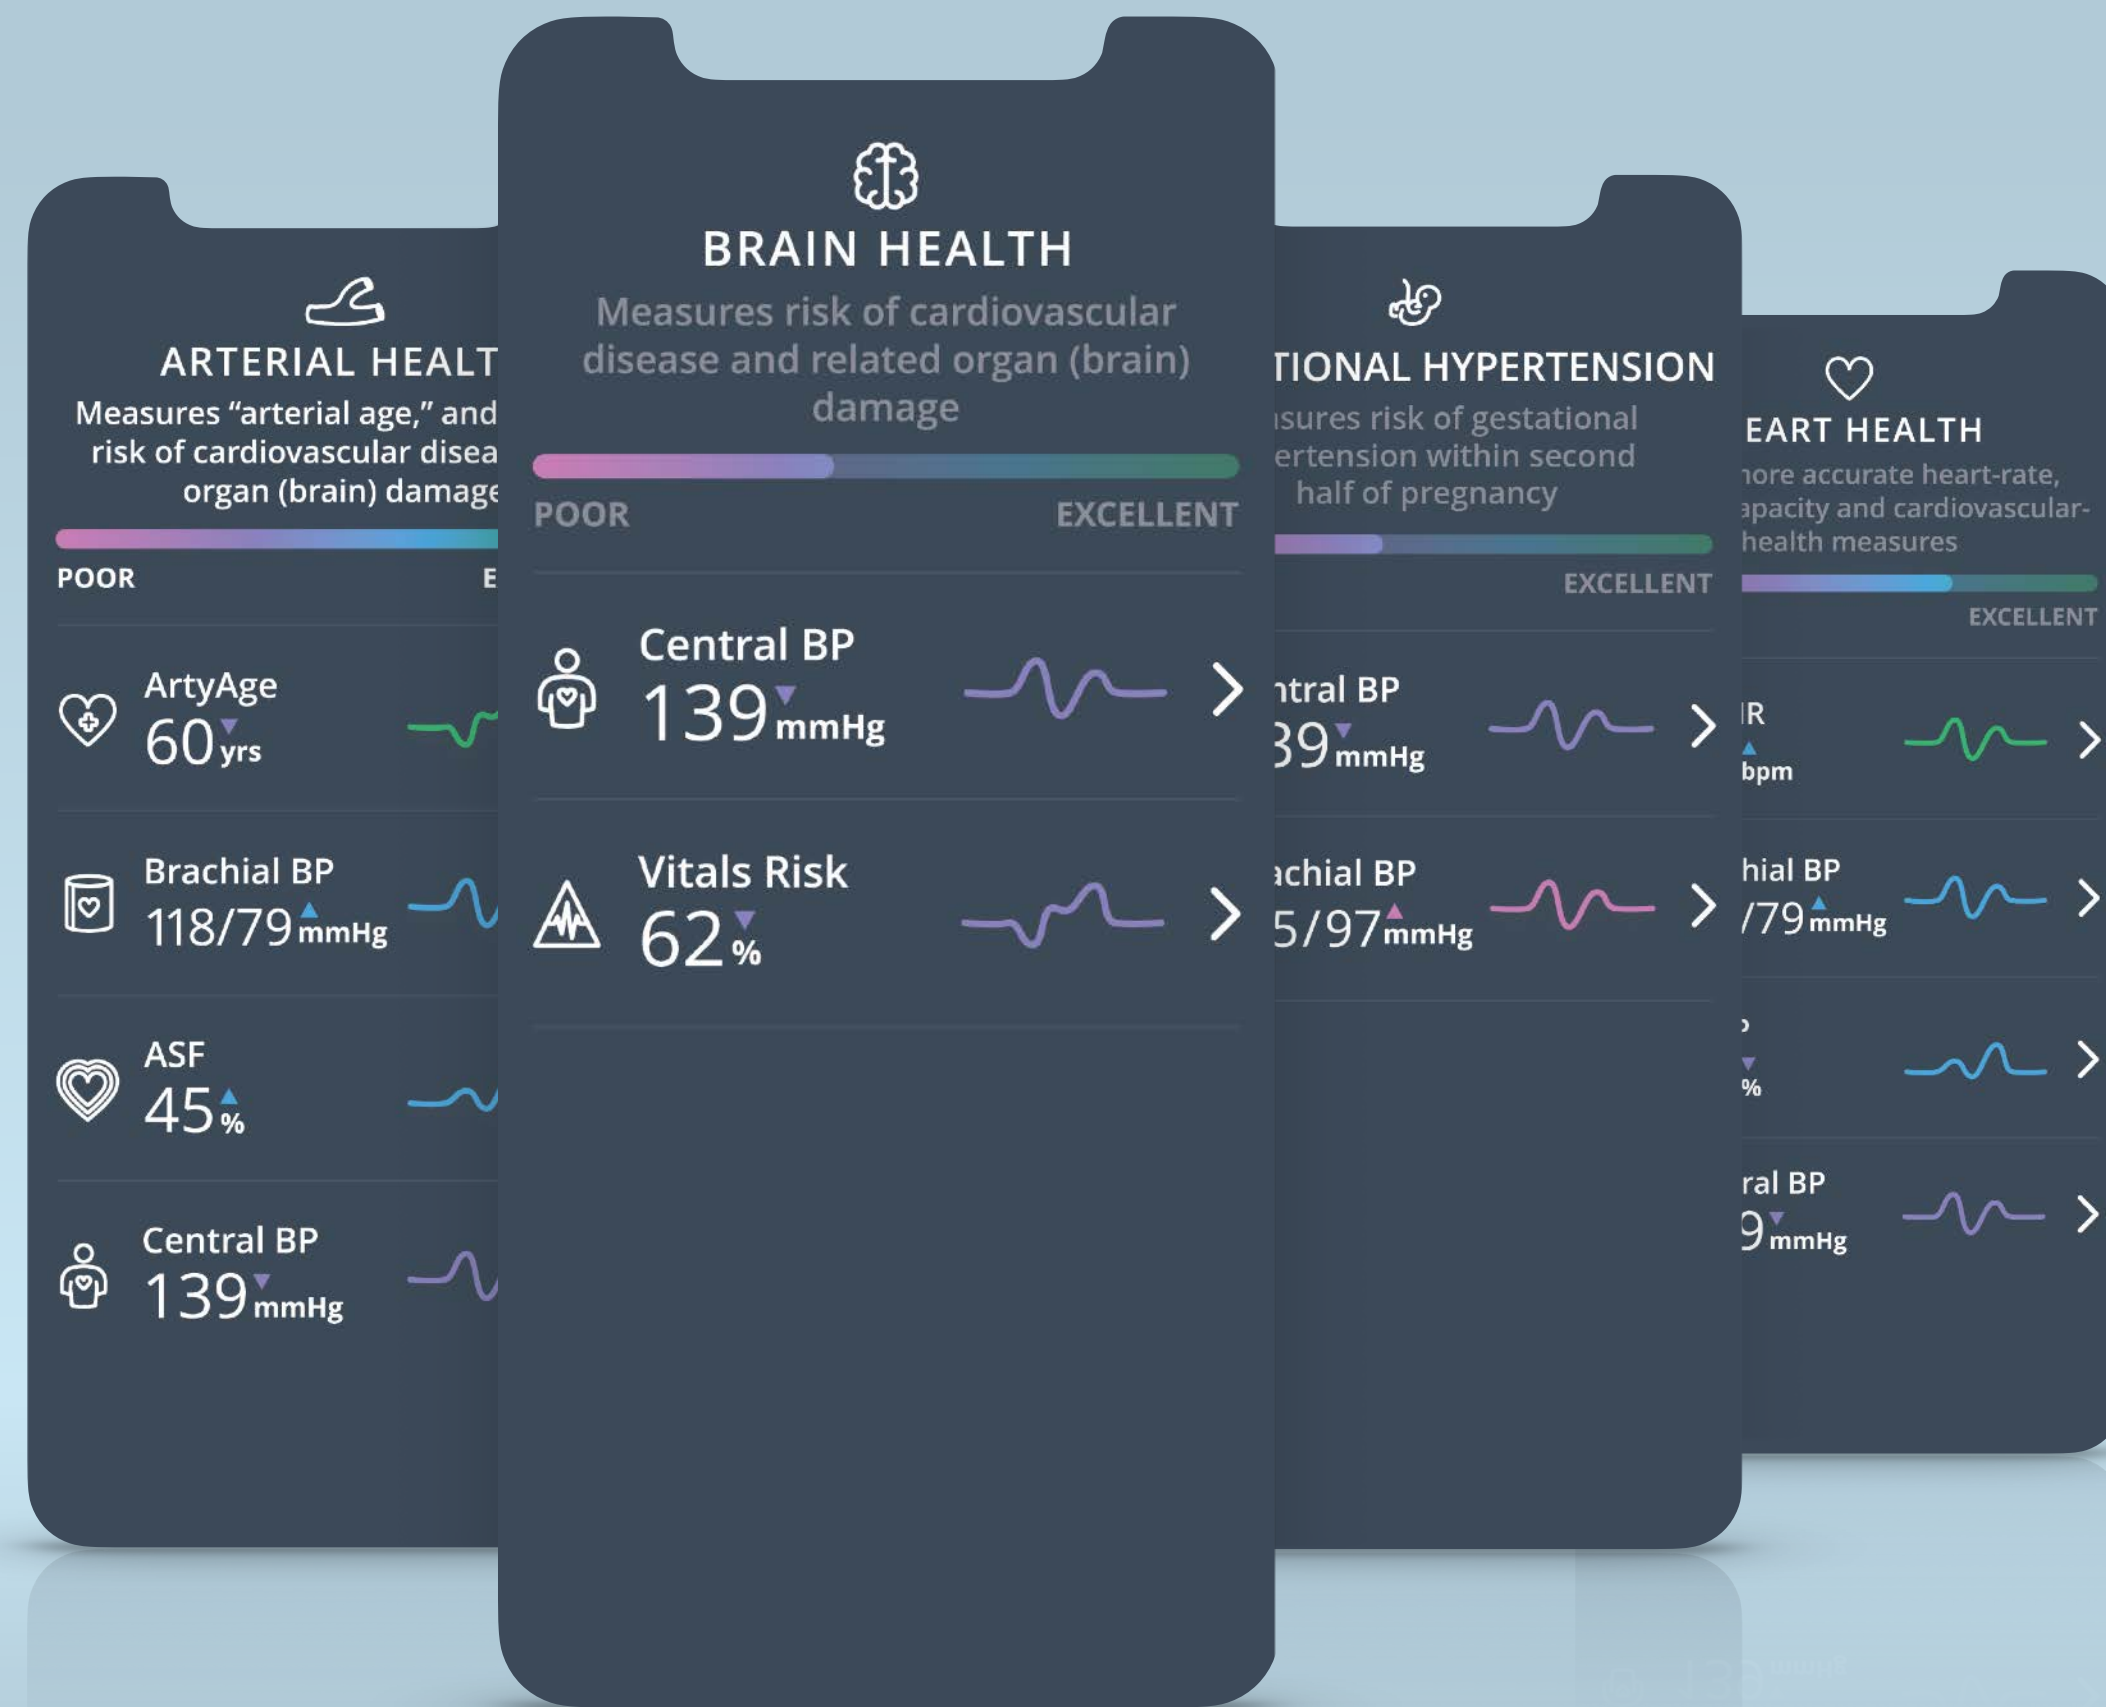 ARTERIAL HEALT
Measures “arterial age,” and
risk of cardiovascular disea
organ (brain) damage
POOR
E
ArtyAge
60 yrs
Brachial BP
118/79 mmHg
ASF
45 %
Central BP
139 mmHg
BRAIN HEALTH
Measures risk of cardiovascular
disease and related organ (brain)
damage
POOR EXCELLENT
Central BP
139 mmHg
Vitals Risk
62 %
TIONAL HYPERTENSION
sures risk of gestational
ertension within second
half of pregnancy
EXCELLENT
ntral BP
39 mmHg
achial BP
5/97 mmHg
EART HEALTH
more accurate heart-rate,
apacity and cardiovascular-
health measures
EXCELLENT
IR
bpm
hial BP
/79 mmHg
%
ral BP
9 mmHg